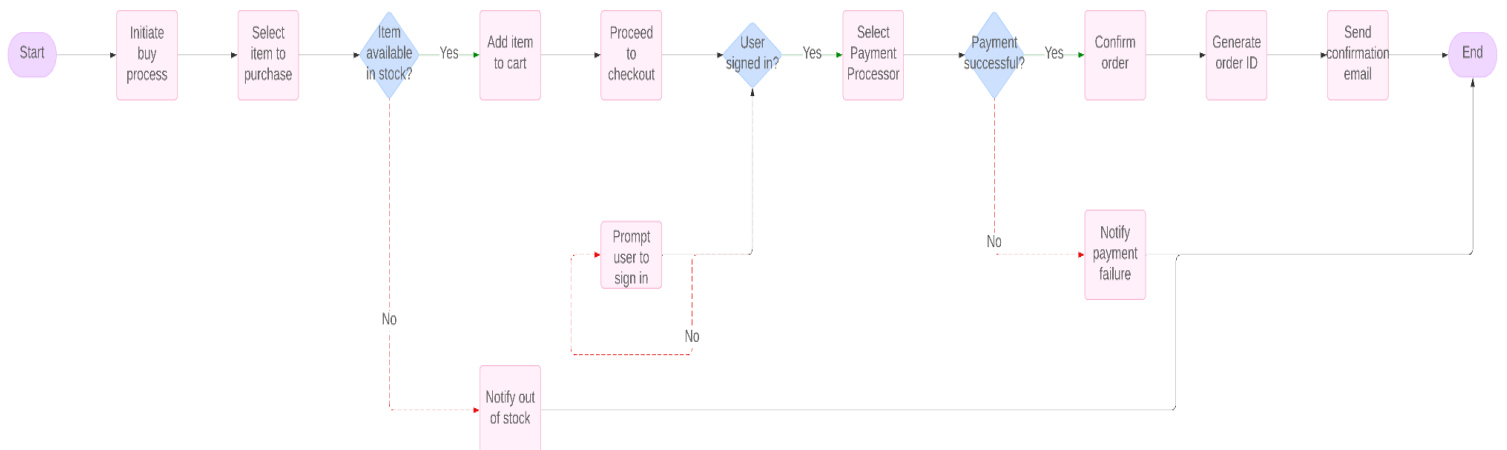 Start
Initiate
buy
process
Select
item to
purchase
Item
available
in stock?
Yes
Add item
to cart
Proceed
to
checkout
User
signed in?
Yes
Select
Payment
Processor
Payment
successful?
Yes
Confirm
order
Generate
order ID
Send
confirmation
email
End
Prompt
user to
sign in
No
No
Notify
payment
failure
No
Notify out
of stock